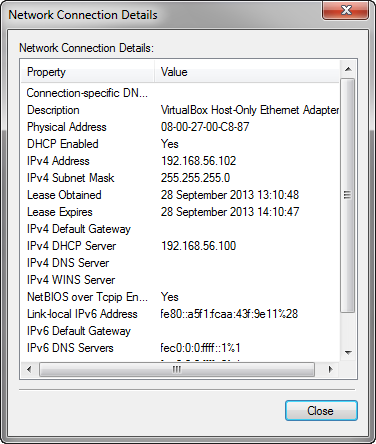 Network Connection Details
Network Connection Details:
Property Value
Connection-specific DN...
Description VirtualBox Host-Only Ethernet Adapter
Physical Address 08-00-27-00-C8-87
DHCP Enabled Yes
IPv4 Address 192.168.56.102
IPv4 Subnet Mask 255.255.255.0
Lease Obtained 28 September 2013 13:10:48
Lease Expires 28 September 2013 14:10:47
IPv4 Default Gateway
IPv4 DHCP Server 192.168.56.100
IPv4 DNS Server
IPv4 WINS Server
NetBIOS over Tcpip En... Yes
Link-local IPv6 Address fe80::a5f1:fcaa:43f:9e11%28
IPv6 Default Gateway
IPv6 DNS Servers fec0:0:0:ffff::1%1
Close